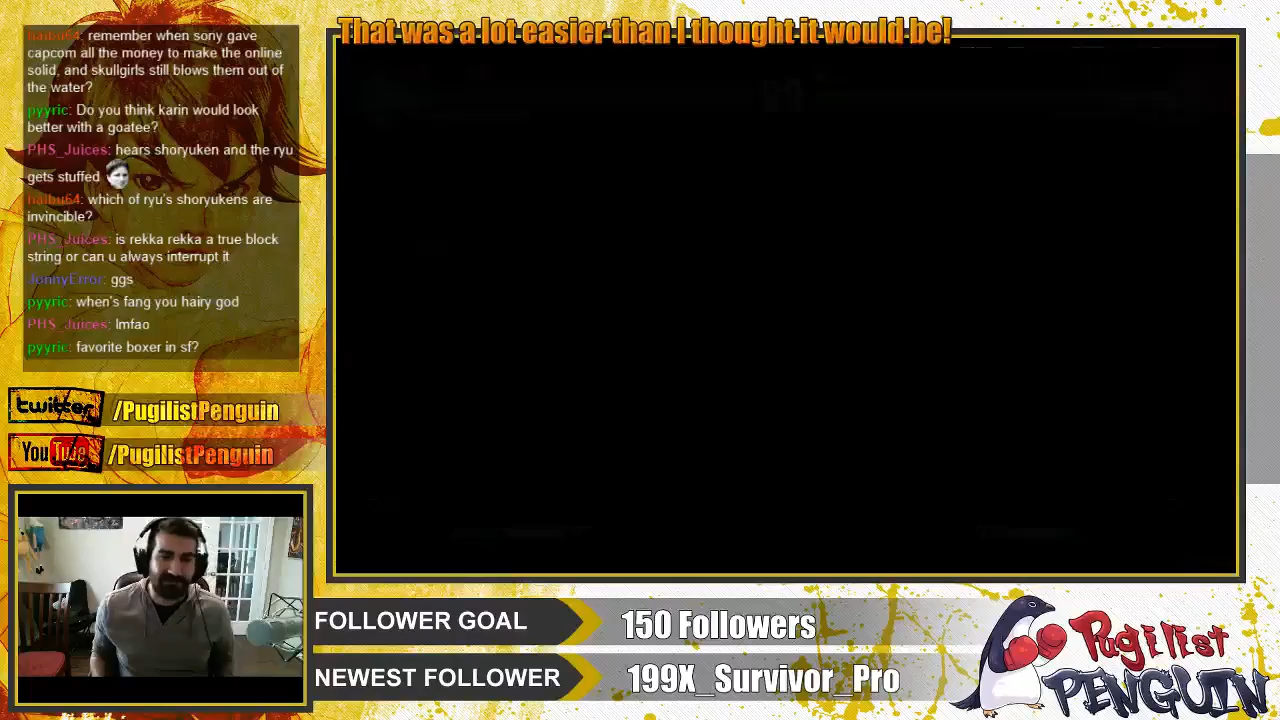 That was a lot easier than I thought it would be!
haibu64: remember when sony gave
capcom all the money to make the online
solid, and skullgirls still blows them out of
the water?
pyyric: Do you think karin would look
better with a goatee?
PHS_Juices: hears shoryuken and the ryu
gets stuffed
haibu64: which of ryu's shoryukens are
invincible?
PHS_Juices: is rekka rekka a true block
string or can u always interrupt it
JonnyError: ggs
pyyric: when's fang you hairy god
PHS_Juices: lmfao
pyyric: favorite boxer in sf?
twitter /PugilistPenguin
YouTube /PugilistPenguin
FOLLOWER GOAL 150 Followers
NEWEST FOLLOWER 199X_Survivor_Pro
Pugilist
PENGUIN